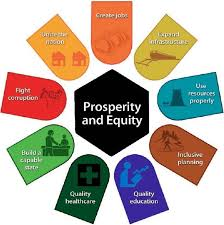 Create jobs
Expand
infrastructure
Use
resources
properly
Inclusive
planning
Quality
education
Quality
healthcare
Build a
capable
state
Fight
corruption
Unite the
nation
Prosperity
and Equity